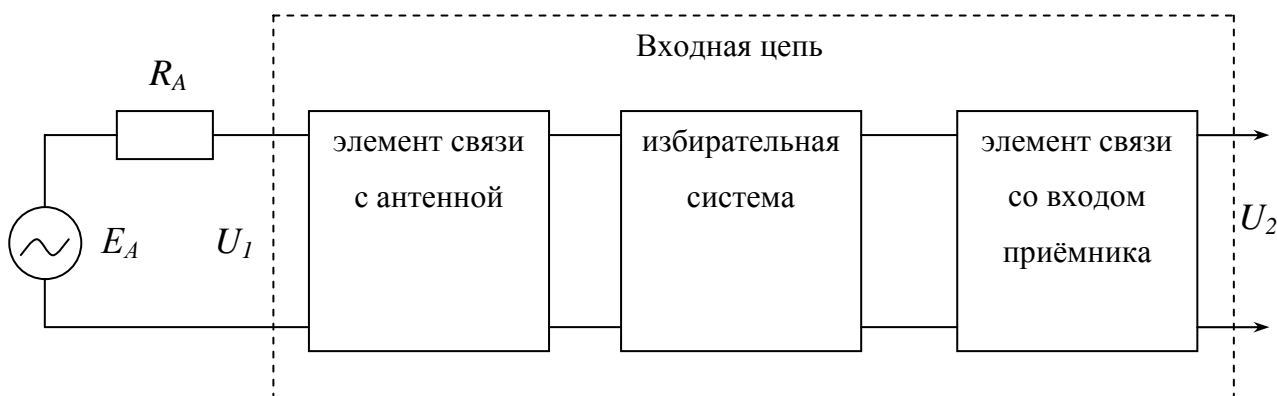 Входная цепь
R_A
элемент связи
с антенной
избирательная
система
элемент связи
со входом
приёмника
E_A
U_1
U_2